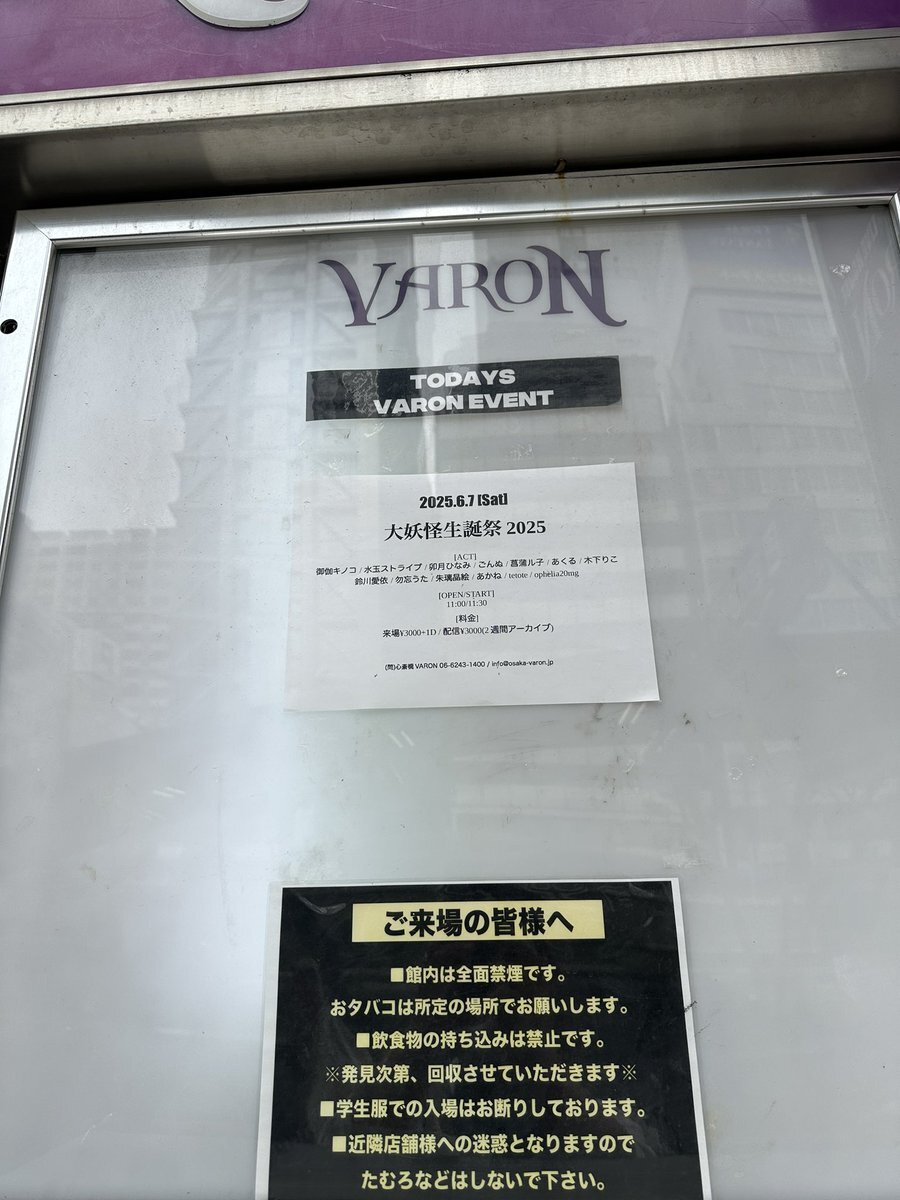 VARON
TODAYS
VARON EVENT
2025.6.7 [Sat]
大妖怪生誕祭 2025
[ACT]
御伽キノコ / 水玉ストライプ / 卯月ひなみ / ごんぬ / 菖蒲ル子 / あくる / 木下りこ
鈴川愛依 / 勿忘うた / 朱璃晶絵 / あかね / tetote / ophelia20mg
[OPEN/START]
11:00/11:30
[料金]
来場¥3000+1D / 配信¥3000(2週間アーカイブ)
(問)心斎橋 VARON 06-6243-1400 / info@osaka-varon.jp
ご来場の皆様へ
■館内は全面禁煙です。
おタバコは所定の場所でお願いします。
■飲食物の持ち込みは禁止です。
※発見次第、回収させていただきます※
■学生服での入場はお断りしております。
■近隣店舗様への迷惑となりますので
たむろなどはしないで下さい。